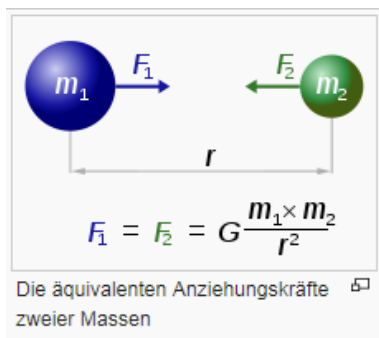 m₁ F₁ F₂ m₂
r
F₁ = F₂ = G m₁ × m₂ / r²
Die äquivalenten Anziehungskräfte
zweier Massen